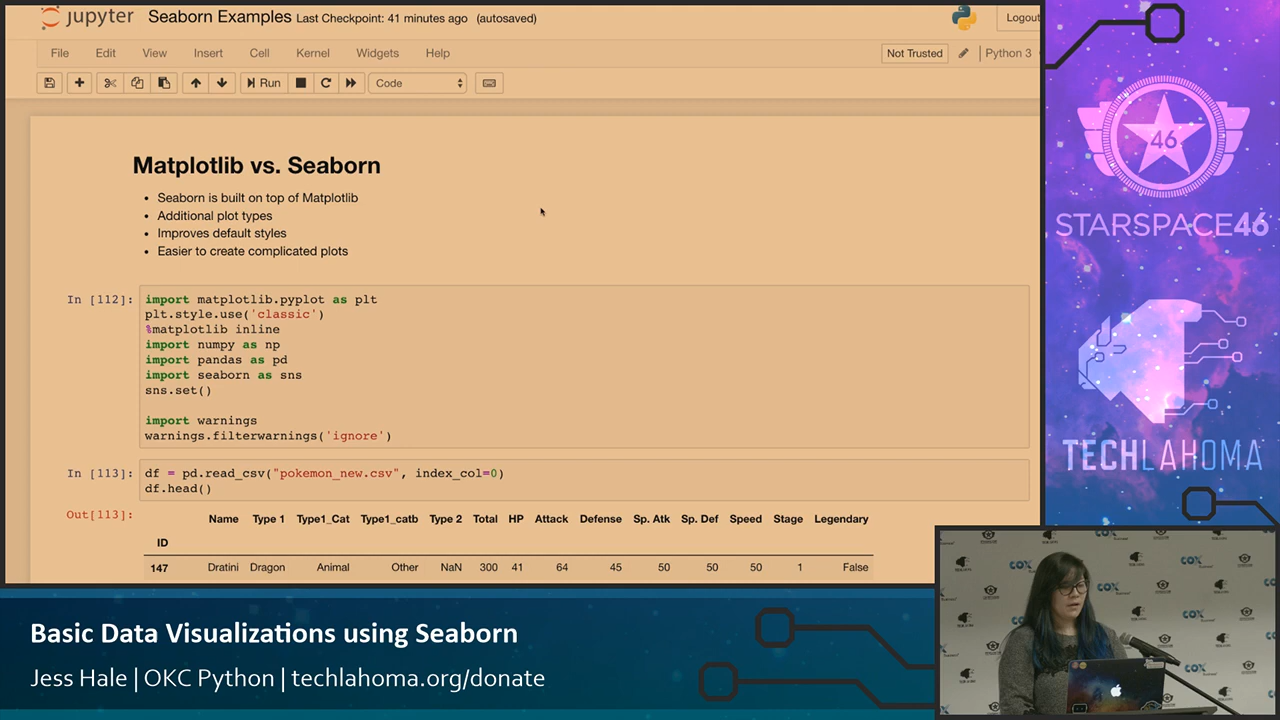 jupyter Seaborn Examples Last Checkpoint: 41 minutes ago (autosaved)
Logout
File Edit View Insert Cell Kernel Widgets Help
Not Trusted Python 3
Run Code
Matplotlib vs. Seaborn
• Seaborn is built on top of Matplotlib
• Additional plot types
• Improves default styles
• Easier to create complicated plots
In [112]: import matplotlib.pyplot as plt
plt.style.use('classic')
%matplotlib inline
import numpy as np
import pandas as pd
import seaborn as sns
sns.set()
import warnings
warnings.filterwarnings('ignore')
In [113]: df = pd.read_csv("pokemon_new.csv", index_col=0)
df.head()
Out[113]:
Name Type 1 Type1_Cat Type1_catb Type 2 Total HP Attack Defense Sp. Atk Sp. Def Speed Stage Legendary
ID
147 Dratini Dragon Animal Other NaN 300 41 64 45 50 50 50 1 False
46
STARSPACE46
TECHLAHOMA
COX
COX
COX
COX
COX
COX
Basic Data Visualizations using Seaborn
Jess Hale | OKC Python | techlahoma.org/donate